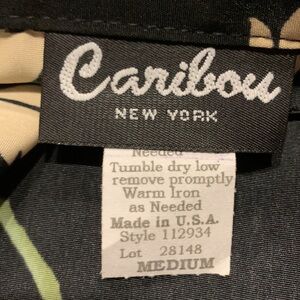 Caribou
NEW YORK
Needed
Tumble dry low
remove promptly
Warm Iron
as Needed
Made in U.S.A.
Style 112934
Lot 28148
MEDIUM